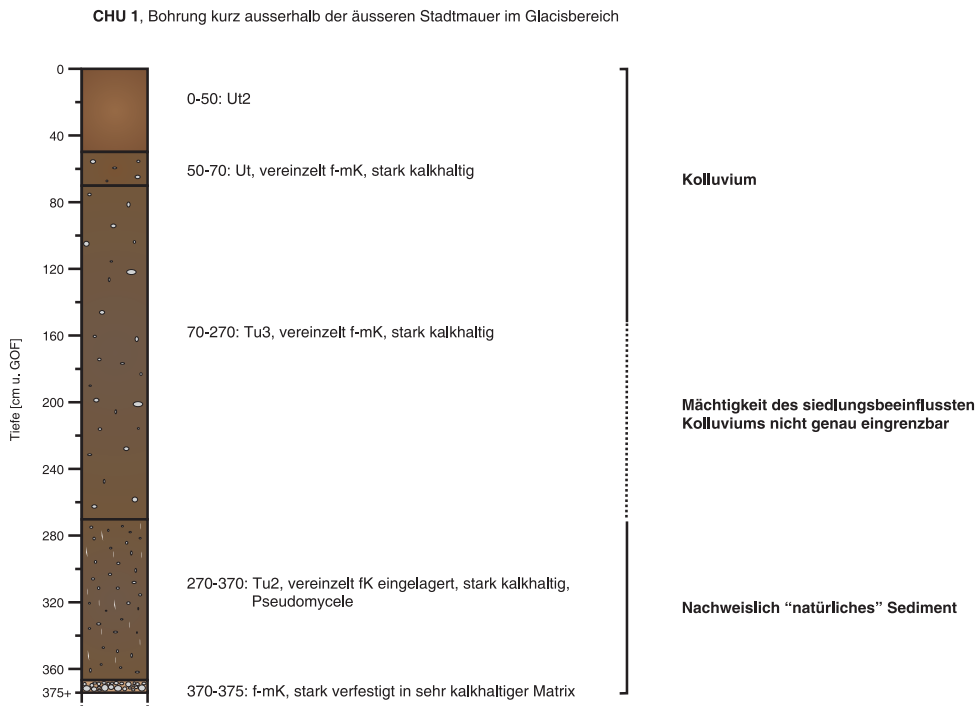 CHU 1, Bohrung kurz ausserhalb der äusseren Stadtmauer im Glacisbereich
Tiefe [cm u. GOF]
0
40
80
120
160
200
240
280
320
360
375+
0-50: Ut2
50-70: Ut, vereinzelt f-mK, stark kalkhaltig
70-270: Tu3, vereinzelt f-mK, stark kalkhaltig
270-370: Tu2, vereinzelt fK eingelagert, stark kalkhaltig,
Pseudomycele
370-375: f-mK, stark verfestigt in sehr kalkhaltiger Matrix
Kolluvium
Mächtigkeit des siedlungsbeeinflussten
Kolluviums nicht genau eingrenzbar
Nachweislich “natürliches” Sediment